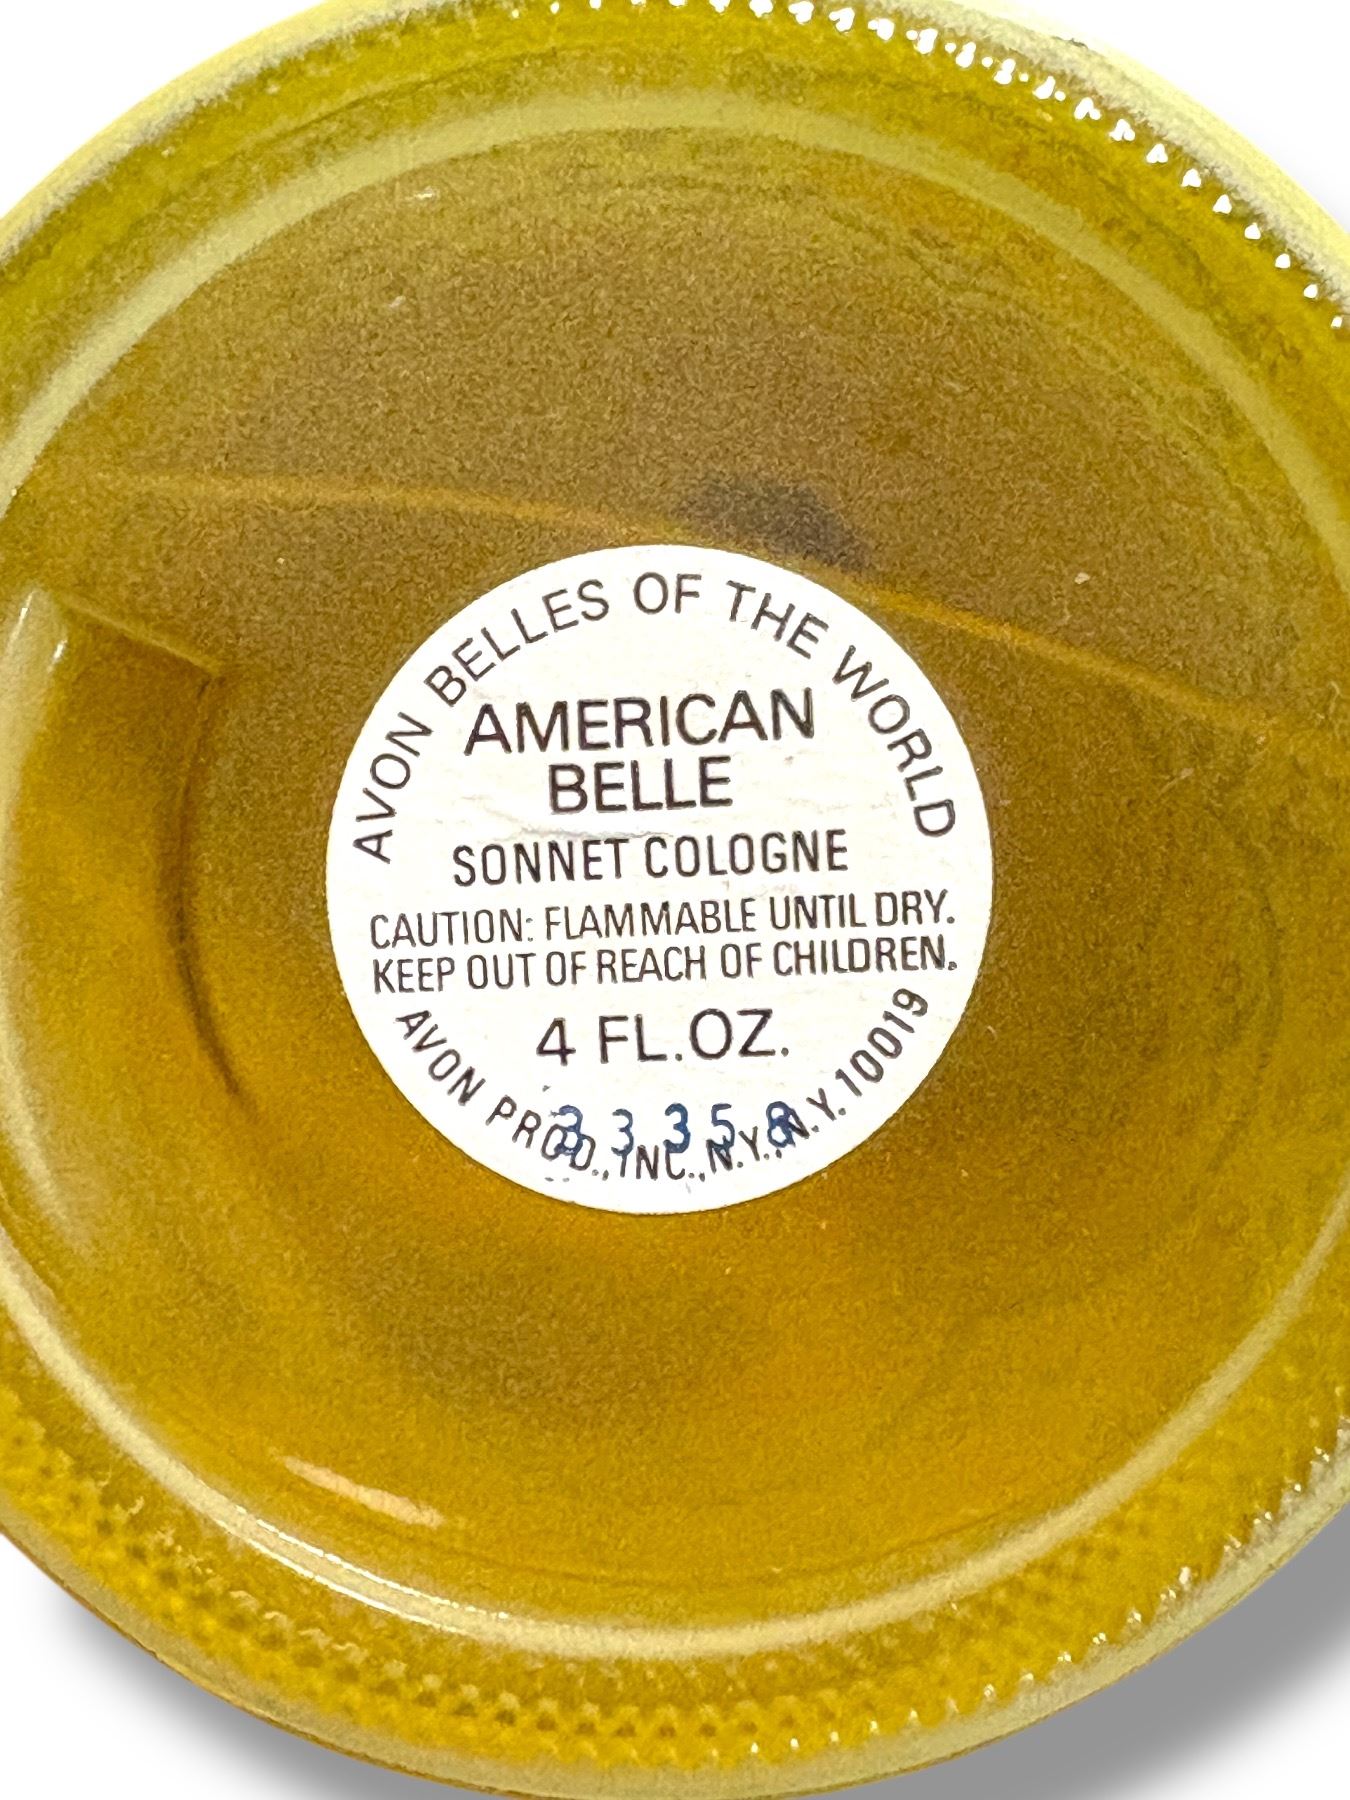 AVON BELLES OF THE WORLD
AMERICAN
BELLE
SONNET COLOGNE
CAUTION: FLAMMABLE UNTIL DRY.
KEEP OUT OF REACH OF CHILDREN.
4 FL.OZ.
33358
AVON PROD., INC., N.Y., N.Y. 10019